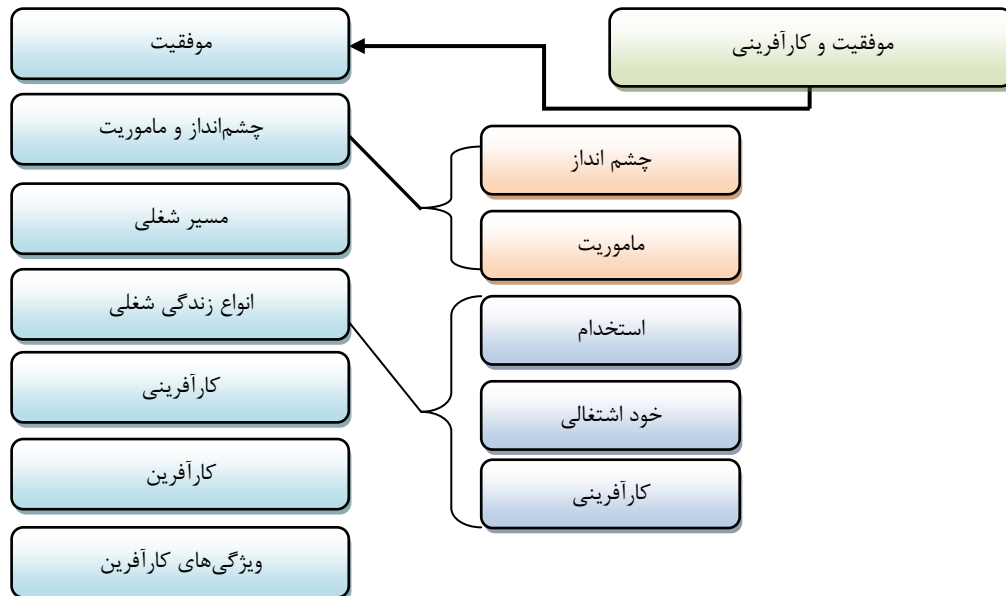 موفقیت و کارآفرینی
موفقیت
چشم‌انداز و ماموریت
چشم انداز
ماموریت
مسیر شغلی
انواع زندگی شغلی
استخدام
خود اشتغالی
کارآفرینی
کارآفرینی
کارآفرین
ویژگی‌های کارآفرین